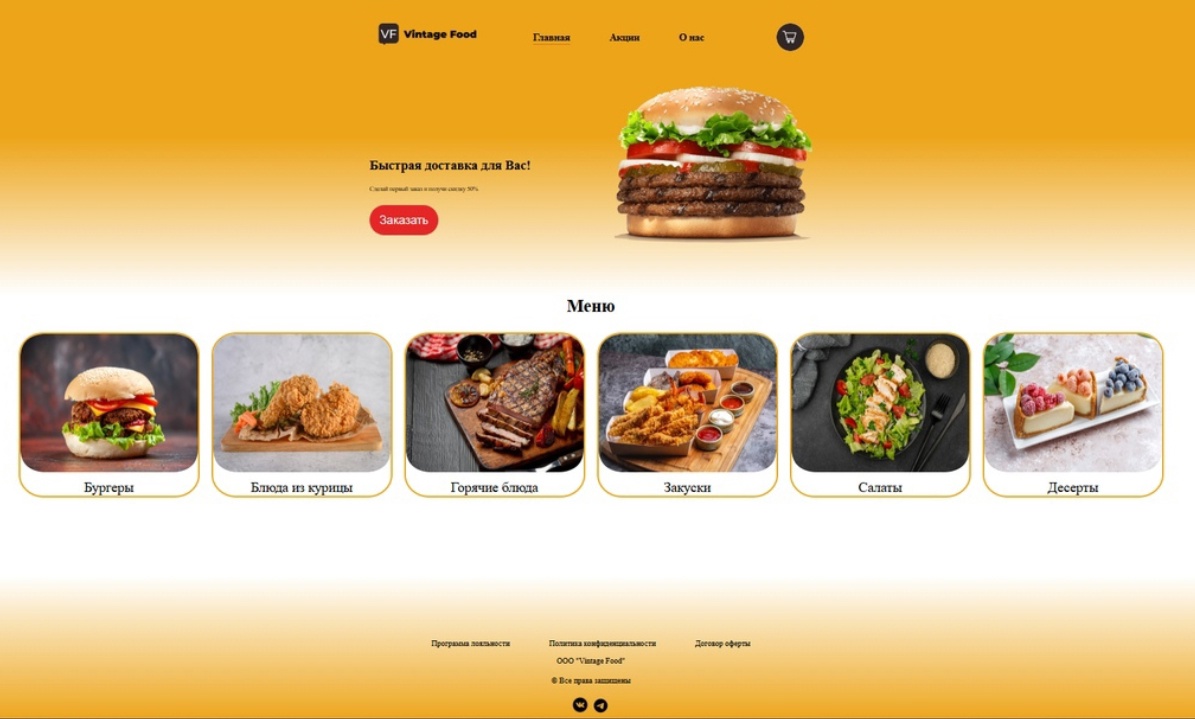 VF Vintage Food
Главная Акции О нас
Быстрая доставка для Вас!
Сделай первый заказ и получи скидку 50%
Заказать
Меню
Бургеры Блюда из курицы Горячие блюда Закуски Салаты Десерты
Программа лояльности Политика конфиденциальности Договор оферты
ООО "Vintage Food"
© Все права защищены